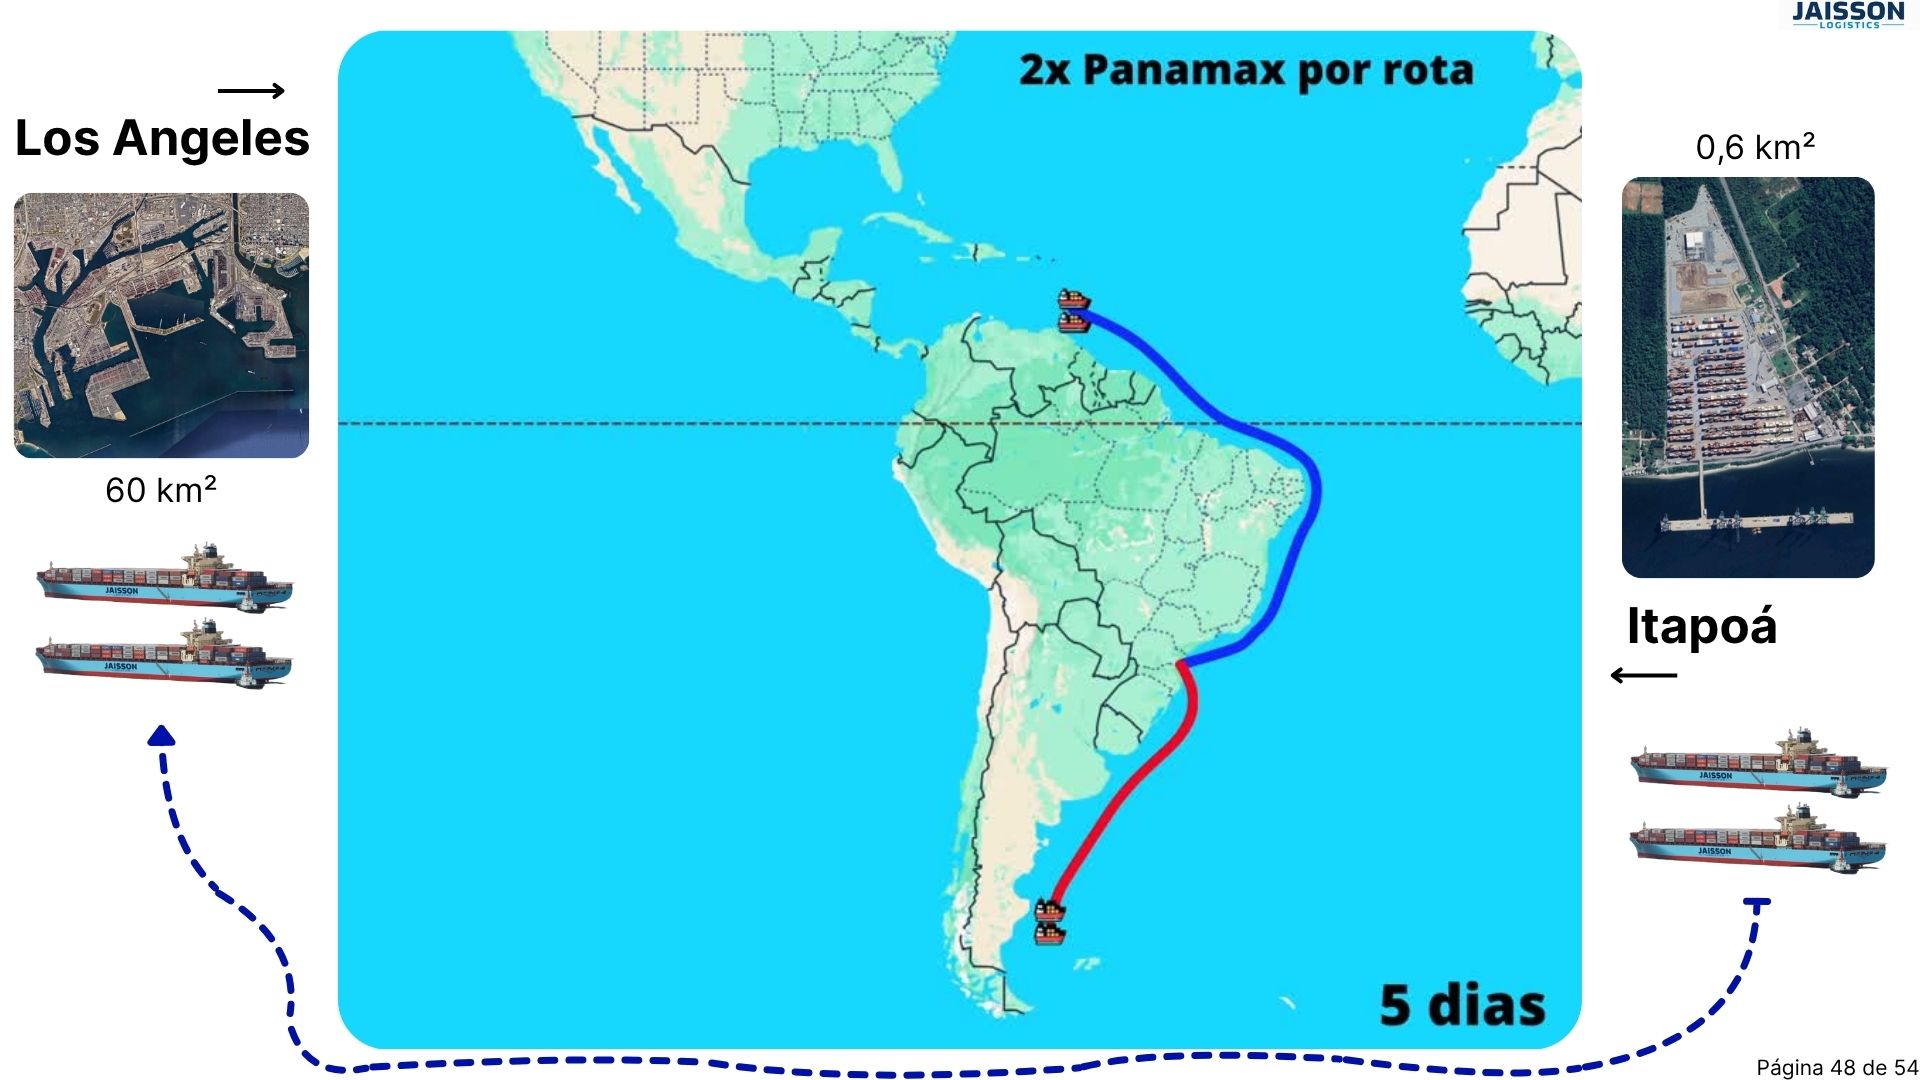 JAISSON
LOGISTICS
2x Panamax por rota
Los Angeles
60 km²
JAISSON
JAISSON
0,6 km²
Itapoá
JAISSON
JAISSON
5 dias
Página 48 de 54